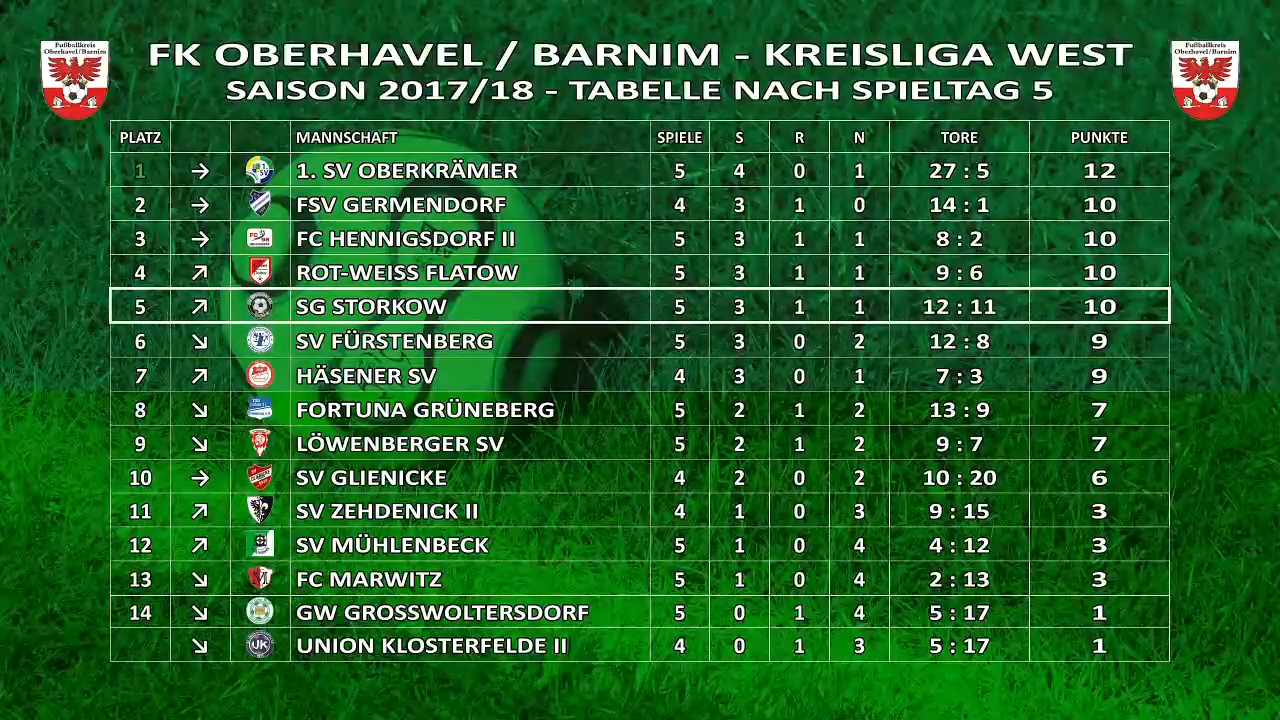 Fußballkreis
Oberhavel/Barnim
FK OBERHAVEL / BARNIM - KREISLIGA WEST
SAISON 2017/18 - TABELLE NACH SPIELTAG 5
Fußballkreis
Oberhavel/Barnim
PLATZ MANNSCHAFT SPIELE S R N TORE PUNKTE
1 → 1. SV OBERKRÄMER 5 4 0 1 27 : 5 12
2 → FSV GERMENDORF 4 3 1 0 14 : 1 10
3 → FC HENNIGSDORF II 5 3 1 1 8 : 2 10
4 ↗ ROT-WEISS FLATOW 5 3 1 1 9 : 6 10
5 ↗ SG STORKOW 5 3 1 1 12 : 11 10
6 ↘ SV FÜRSTENBERG 5 3 0 2 12 : 8 9
7 ↗ HÄSENER SV 4 3 0 1 7 : 3 9
8 ↘ FORTUNA GRÜNEBERG 5 2 1 2 13 : 9 7
9 ↘ LÖWENBERGER SV 5 2 1 2 9 : 7 7
10 → SV GLIENICKE 4 2 0 2 10 : 20 6
11 ↗ SV ZEHDENICK II 4 1 0 3 9 : 15 3
12 ↗ SV MÜHLENBECK 5 1 0 4 4 : 12 3
13 ↘ FC MARWITZ 5 1 0 4 2 : 13 3
14 ↘ GW GROSSWOLTERSDORF 5 0 1 4 5 : 17 1
↘ UK UNION KLOSTERFELDE II 4 0 1 3 5 : 17 1